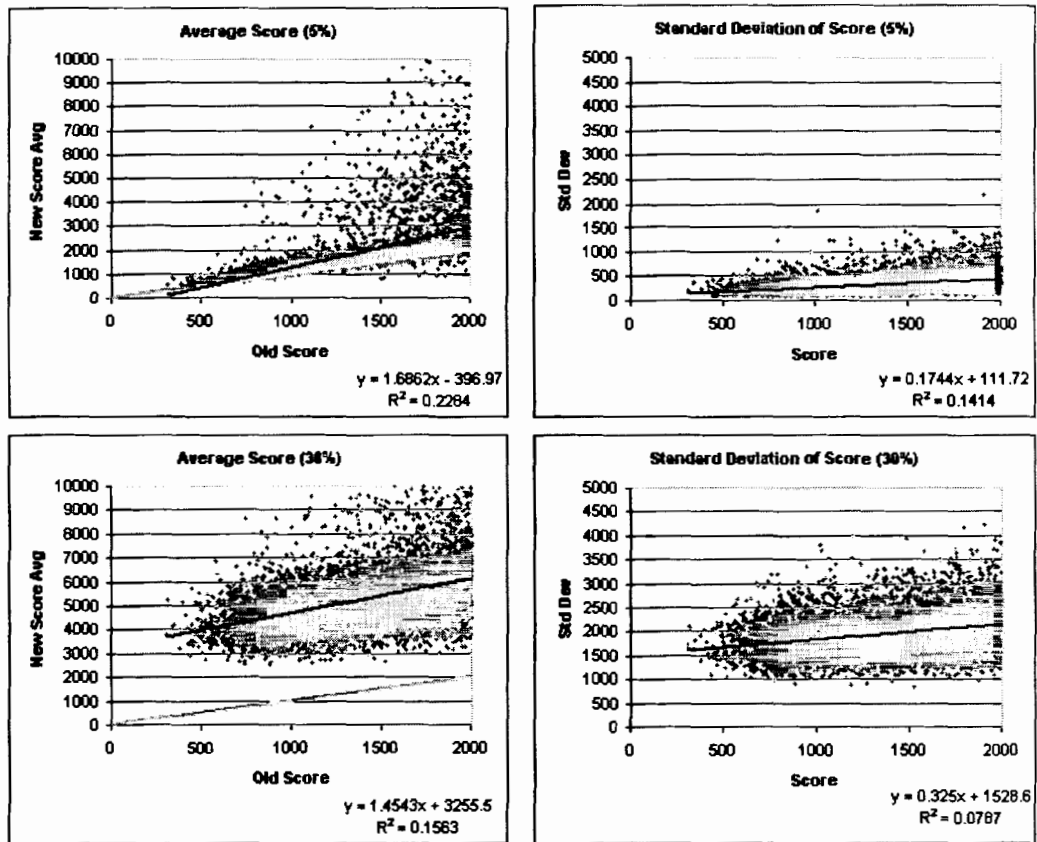 Average Score (5%)
10000
9000
8000
7000
6000
5000
4000
3000
2000
1000
0
New Score Avg
0 500 1000 1500 2000
Old Score
y = 1.6862x - 396.97
R² = 0.2284
Standard Deviation of Score (5%)
5000
4500
4000
3500
3000
2500
2000
1500
1000
500
0
Std Dev
0 500 1000 1500 2000
Score
y = 0.1744x + 111.72
R² = 0.1414
Average Score (30%)
10000
9000
8000
7000
6000
5000
4000
3000
2000
1000
0
New Score Avg
0 500 1000 1500 2000
Old Score
y = 1.4543x + 3255.5
R² = 0.1563
Standard Deviation of Score (30%)
5000
4500
4000
3500
3000
2500
2000
1500
1000
500
0
Std Dev
0 500 1000 1500 2000
Score
y = 0.325x + 1528.6
R² = 0.0787